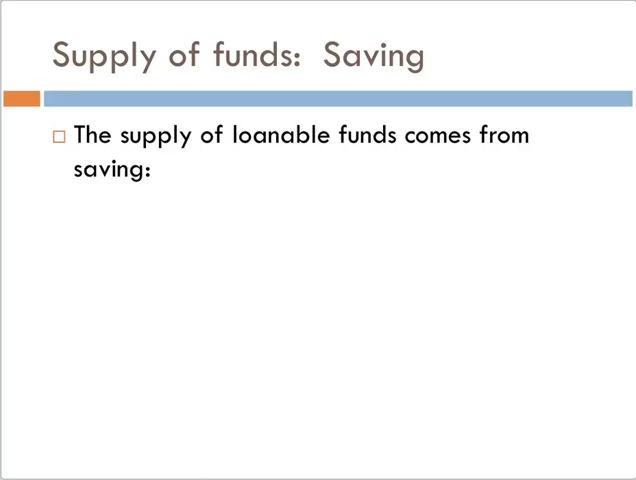 Supply of funds: Saving
The supply of loanable funds comes from
saving: